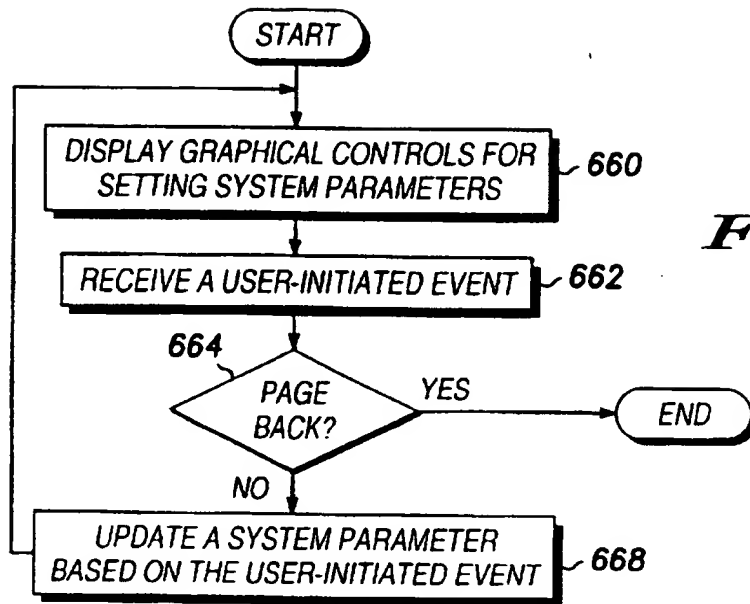 START
DISPLAY GRAPHICAL CONTROLS FOR
SETTING SYSTEM PARAMETERS
660
RECEIVE A USER-INITIATED EVENT
662
F
664
PAGE
BACK?
YES
END
NO
UPDATE A SYSTEM PARAMETER
BASED ON THE USER-INITIATED EVENT
668